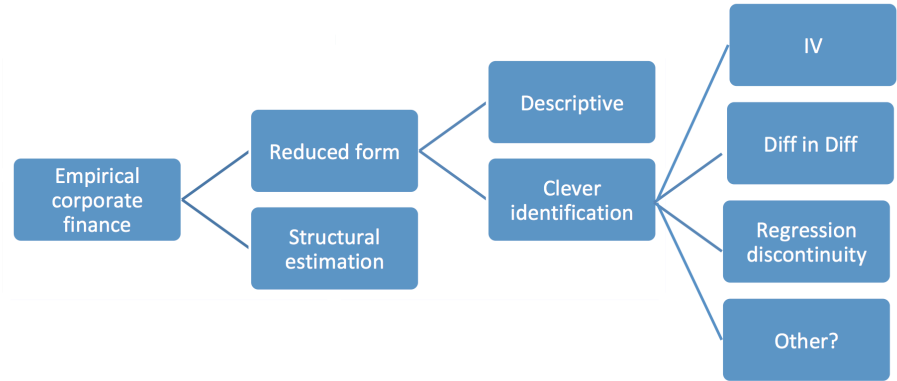 Empirical
corporate
finance
Reduced form
Structural
estimation
Descriptive
Clever
identification
IV
Diff in Diff
Regression
discontinuity
Other?